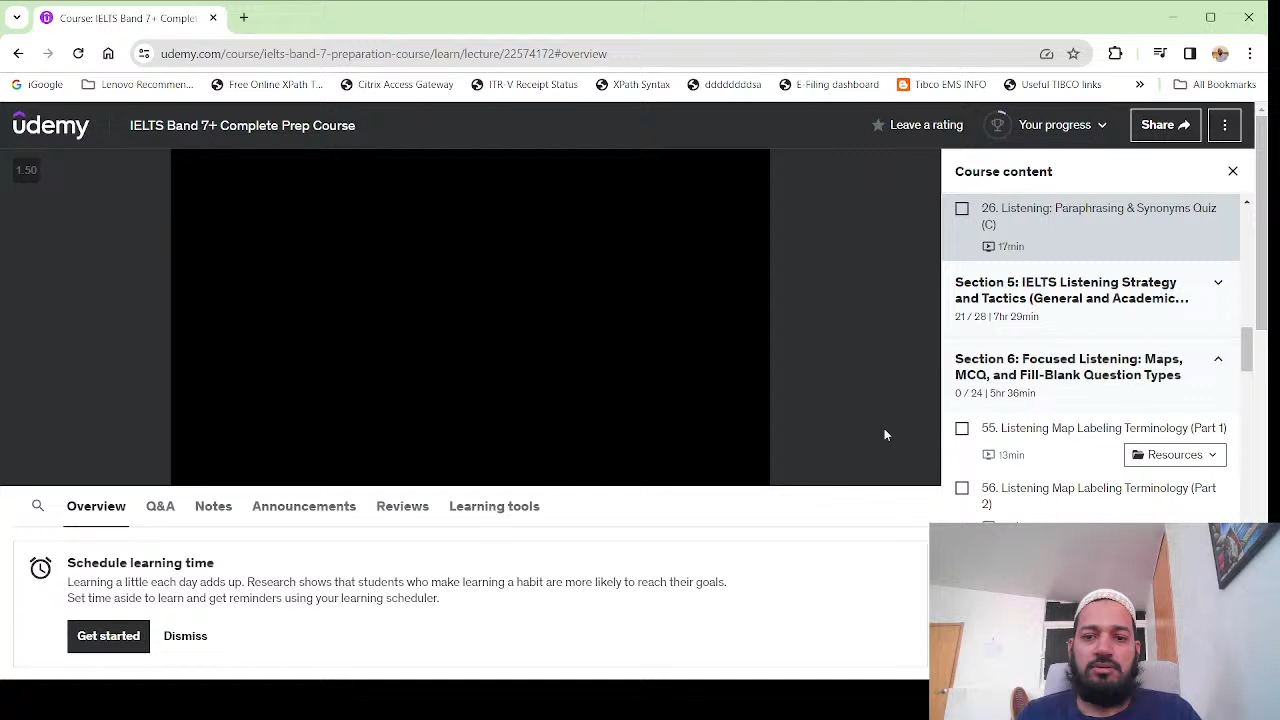 Course: IELTS Band 7+ Complet
udemy.com/course/ielts-band-7-preparation-course/learn/lecture/22574172#overview
iGoogle
Lenovo Recommen...
Free Online XPath T...
Citrix Access Gateway
ITR-V Receipt Status
XPath Syntax
dddddddsa
E-Filing dashboard
Tibco EMS INFO
Useful TIBCO links
All Bookmarks
udemy
IELTS Band 7+ Complete Prep Course
Leave a rating
Your progress
Share
1.50
Course content
26. Listening: Paraphrasing & Synonyms Quiz
(C)
17min
Section 5: IELTS Listening Strategy
and Tactics (General and Academic...
21 / 28 | 7hr 29min
Section 6: Focused Listening: Maps,
MCQ, and Fill-Blank Question Types
0 / 24 | 5hr 36min
55. Listening Map Labeling Terminology (Part 1)
13min
Resources
56. Listening Map Labeling Terminology (Part
2)
Overview
Q&A
Notes
Announcements
Reviews
Learning tools
Schedule learning time
Learning a little each day adds up. Research shows that students who make learning a habit are more likely to reach their goals.
Set time aside to learn and get reminders using your learning scheduler.
Get started
Dismiss